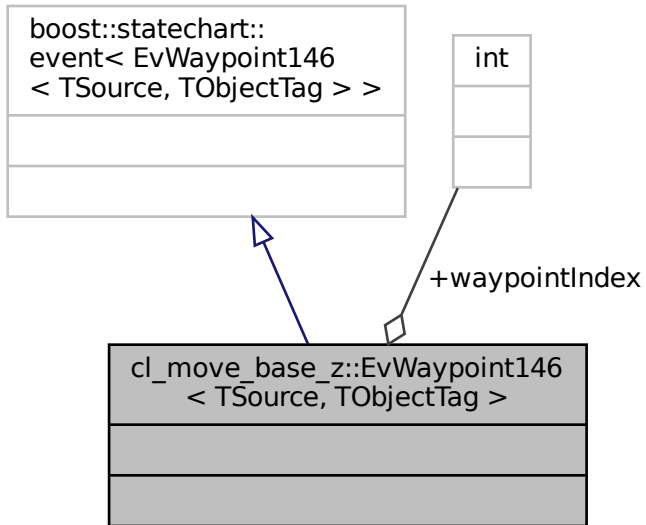 boost::statechart::
event< EvWaypoint146
< TSource, TObjectTag > >
int
+waypointIndex
cl_move_base_z::EvWaypoint146
< TSource, TObjectTag >